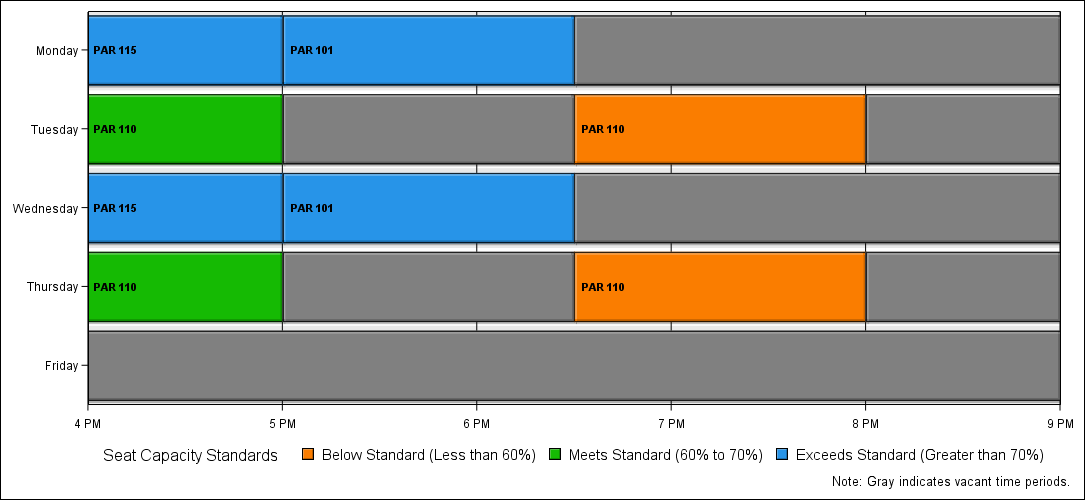 Monday PAR 115 PAR 101
Tuesday PAR 110 PAR 110
Wednesday PAR 115 PAR 101
Thursday PAR 110 PAR 110
Friday
4 PM 5 PM 6 PM 7 PM 8 PM 9 PM
Seat Capacity Standards Below Standard (Less than 60%) Meets Standard (60% to 70%) Exceeds Standard (Greater than 70%)
Note: Gray indicates vacant time periods.